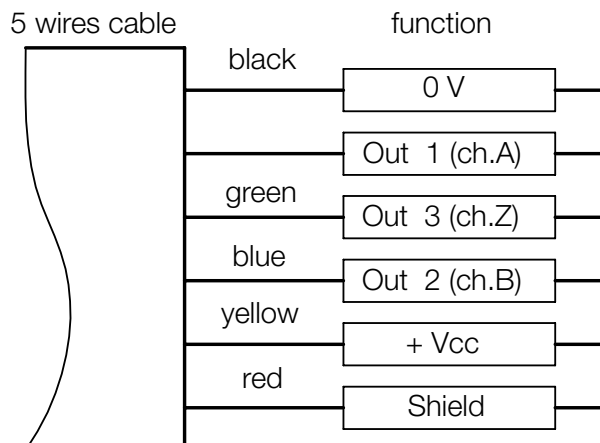 5 wires cable
function
black
0 V
Out 1 (ch.A)
green
Out 3 (ch.Z)
blue
Out 2 (ch.B)
yellow
+ Vcc
red
Shield